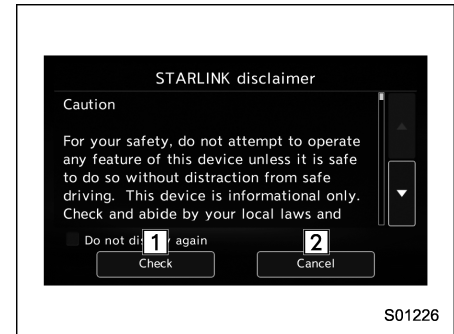 STARLINK disclaimer
Caution
For your safety, do not attempt to operate
any feature of this device unless it is safe
to do so without distraction from safe
driving. This device is informational only.
Check and abide by your local laws and
Do not again
1 2
Check Cancel
S01226